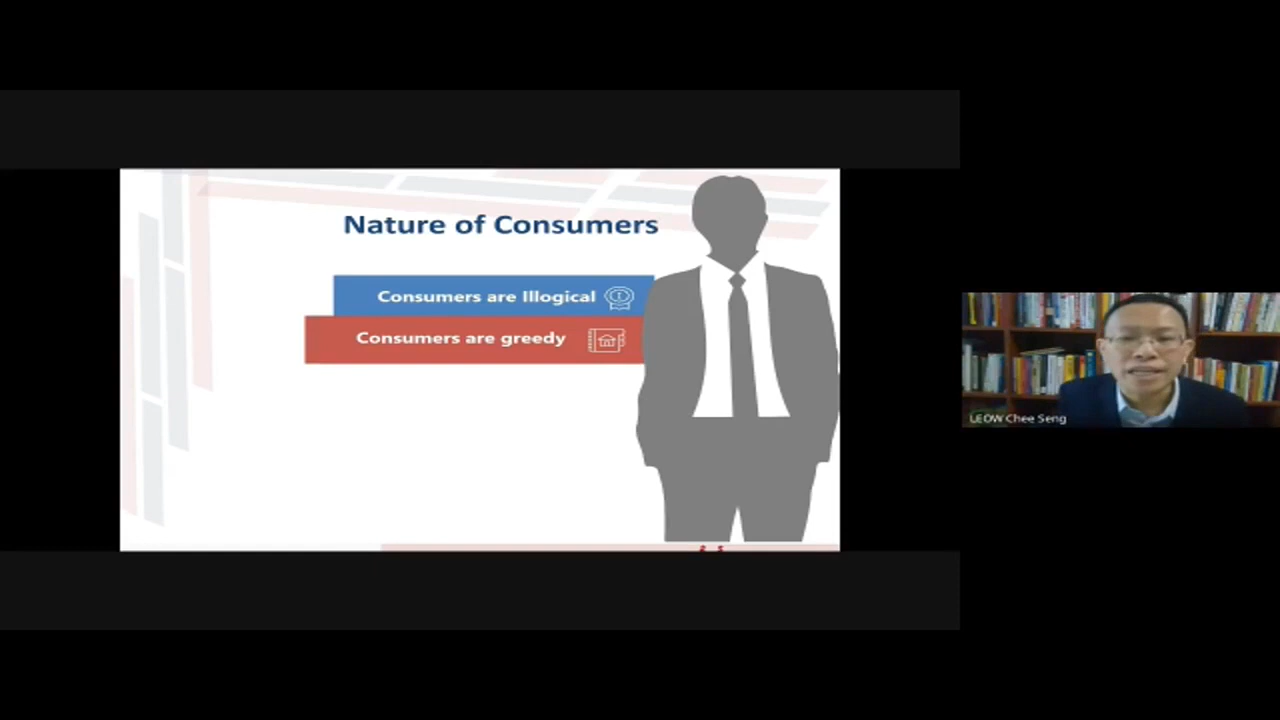 Nature of Consumers
Consumers are Illogical
Consumers are greedy
LEOW Chee Seng